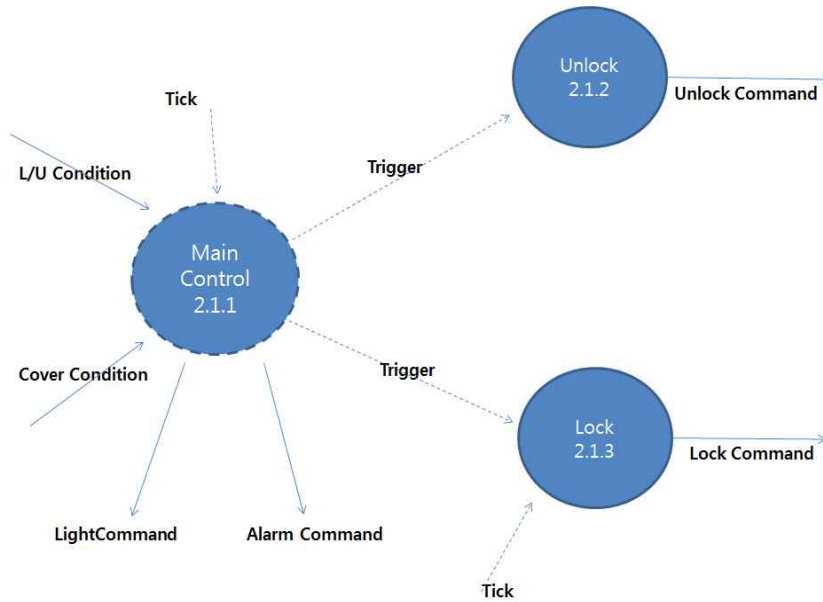 Unlock
2.1.2
Unlock Command
Tick
L/U Condition
Trigger
Main
Control
2.1.1
Cover Condition
Trigger
Lock
2.1.3
Lock Command
LightCommand
Alarm Command
Tick